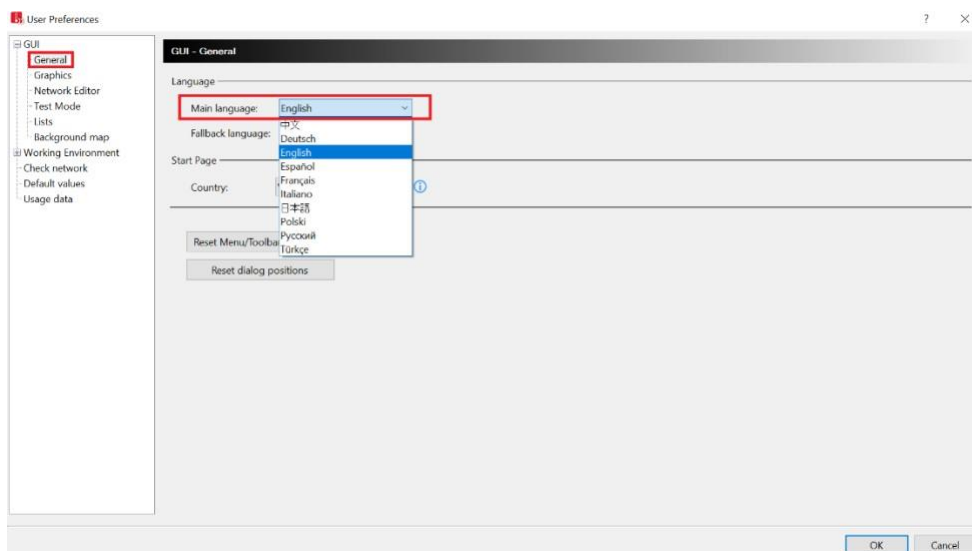 User Preferences
?
GUI
General
Graphics
Network Editor
Test Mode
Lists
Background map
Working Environment
Check network
Default values
Usage data
GUI - General
Language
Main language: English
Fallback language:
中文
Deutsch
English
Español
Français
Italiano
日本語
Polski
Русский
Türkçe
Start Page
Country:
Reset Menu/Toolba
Reset dialog positions
OK Cancel